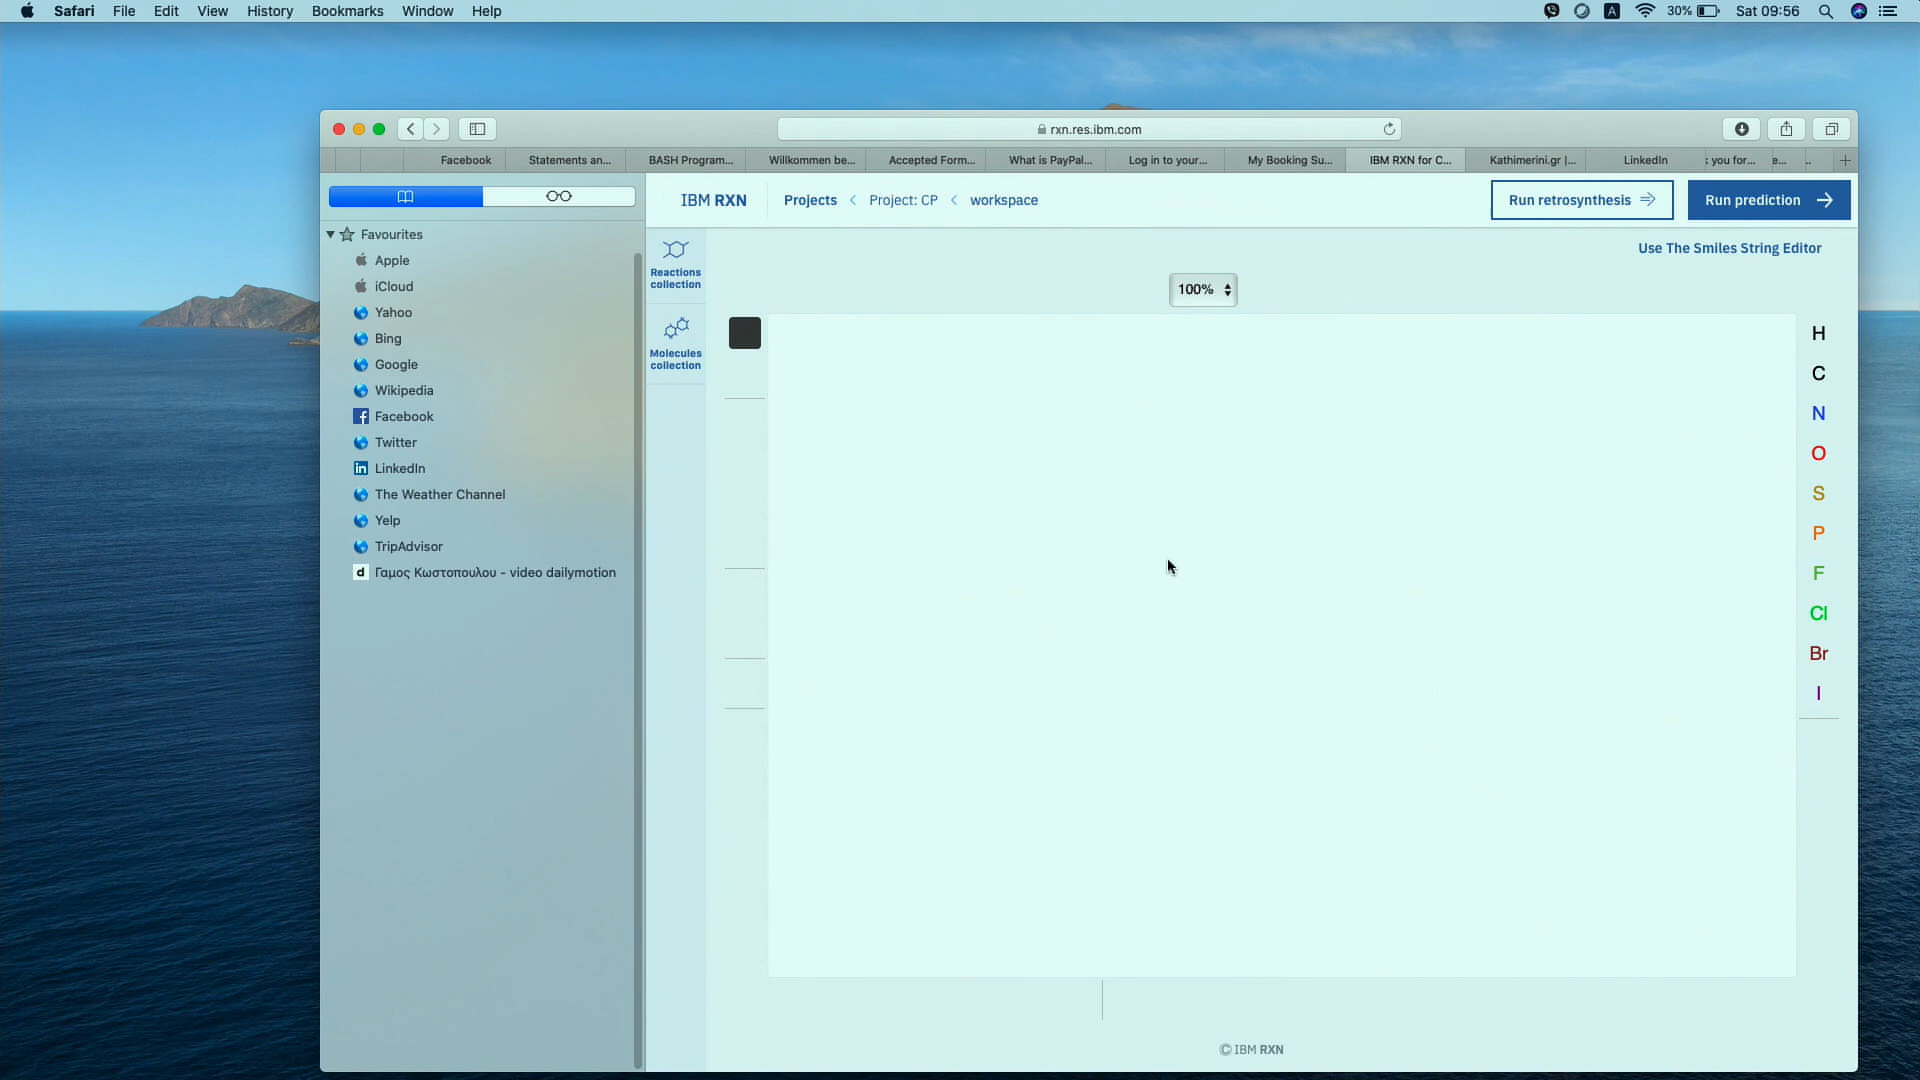 Safari File Edit View History Bookmarks Window Help
A 30% Sat 09:56
rxn.res.ibm.com
Facebook Statements an... BASH Program... Willkommen be... Accepted Form... What is PayPal... Log in to your... My Booking Su... IBM RXN for C... Kathimerini.gr |... LinkedIn : you for... e... ..
IBM RXN Projects Project: CP workspace Run retrosynthesis Run prediction
Favourites
Apple
iCloud
Yahoo
Bing
Google
Wikipedia
Facebook
Twitter
LinkedIn
The Weather Channel
Yelp
TripAdvisor
Γαμος Κωστοπουλου - video dailymotion
Reactions
collection
Molecules
collection
Use The Smiles String Editor
100%
H
C
N
O
S
P
F
Cl
Br
I
© IBM RXN